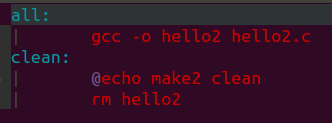 all:
	gcc -o hello2 hello2.c
clean:
	@echo make2 clean
	rm hello2